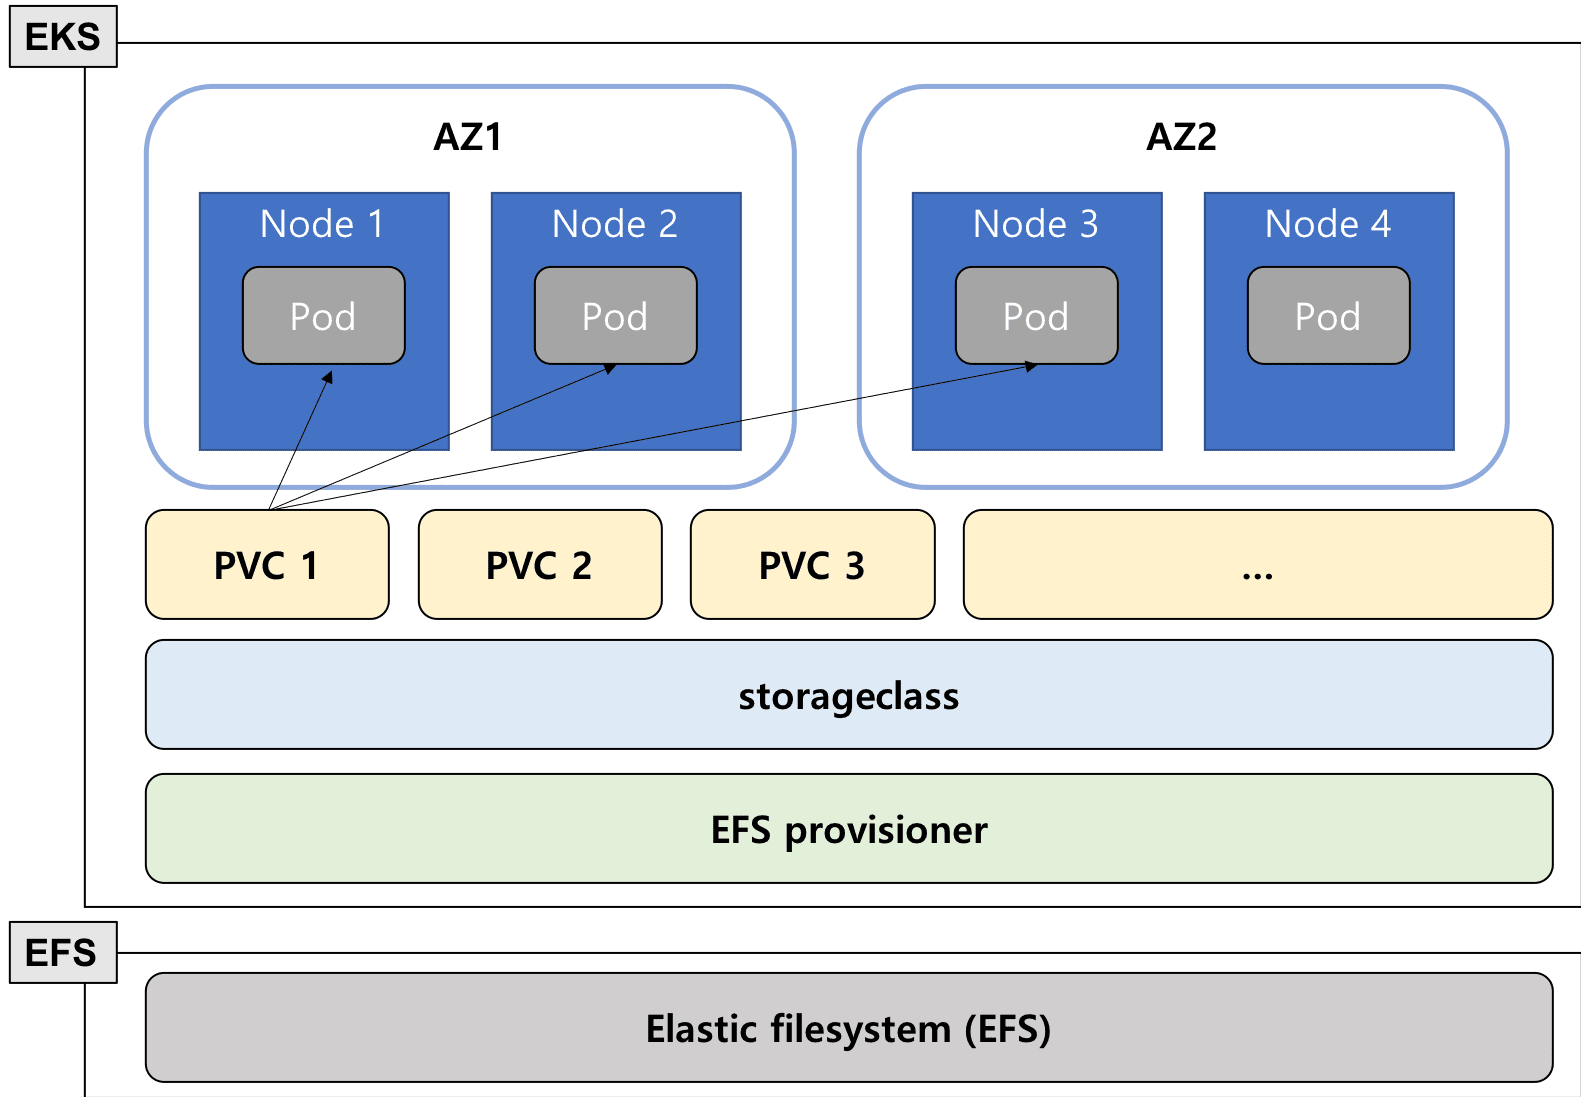 EKS
AZ1
AZ2
Node 1
Node 2
Node 3
Node 4
Pod
Pod
Pod
Pod
PVC 1
PVC 2
PVC 3
...
storageclass
EFS provisioner
EFS
Elastic filesystem (EFS)